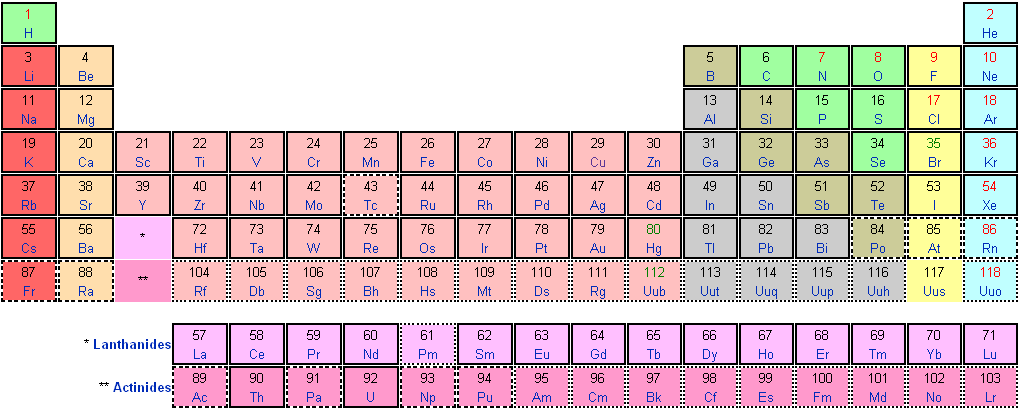 1 2
H He
3 4 5 6 7 8 9 10
Li Be B C N O F Ne
11 12 13 14 15 16 17 18
Na Mg Al Si P S Cl Ar
19 20 21 22 23 24 25 26 27 28 29 30 31 32 33 34 35 36
K Ca Sc Ti V Cr Mn Fe Co Ni Cu Zn Ga Ge As Se Br Kr
37 38 39 40 41 42 43 44 45 46 47 48 49 50 51 52 53 54
Rb Sr Y Zr Nb Mo Tc Ru Rh Pd Ag Cd In Sn Sb Te I Xe
55 56 * 72 73 74 75 76 77 78 79 80 81 82 83 84 85 86
Cs Ba Hf Ta W Re Os Ir Pt Au Hg Tl Pb Bi Po At Rn
87 88 ** 104 105 106 107 108 109 110 111 112 113 114 115 116 117 118
Fr Ra Rf Db Sg Bh Hs Mt Ds Rg Uub Uut Uuq Uup Uuh Uus Uuo
* Lanthanides 57 58 59 60 61 62 63 64 65 66 67 68 69 70 71
La Ce Pr Nd Pm Sm Eu Gd Tb Dy Ho Er Tm Yb Lu
** Actinides 89 90 91 92 93 94 95 96 97 98 99 100 101 102 103
Ac Th Pa U Np Pu Am Cm Bk Cf Es Fm Md No Lr